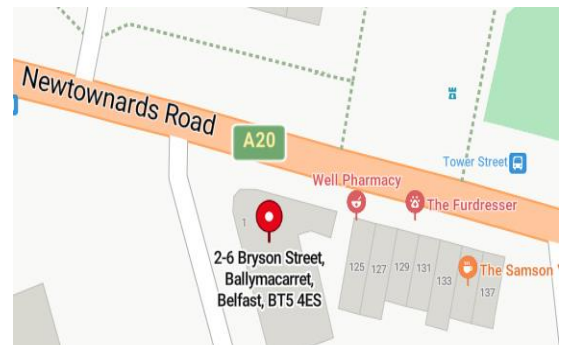 Newtownards Road
A20
Tower Street
Well Pharmacy
The Furdresser
1
2-6 Bryson Street,
Ballymacarret,
Belfast, BT5 4ES
125
127
129
131
133
The Samson
137